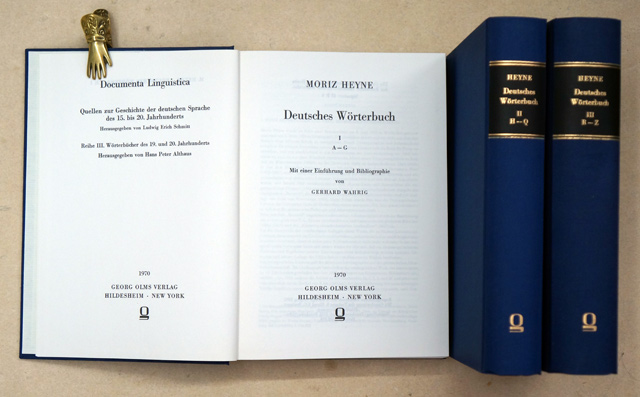 Documenta Linguistica
Quellen zur Geschichte der deutschen Sprache
des 15. bis 20. Jahrhunderts
Herausgegeben von Ludwig Erich Schmitt
Reihe III. Wörterbücher des 19. und 20. Jahrhunderts
Herausgegeben von Hans Peter Althaus
1970
GEORG OLMS VERLAG
HILDESHEIM · NEW YORK
MORIZ HEYNE
Deutsches Wörterbuch
I
A – G
Mit einer Einführung und Bibliographie
von
GERHARD WAHRIG
1970
GEORG OLMS VERLAG
HILDESHEIM · NEW YORK
HEYNE
Deutsches
Wörterbuch
II
H – Q
HEYNE
Deutsches
Wörterbuch
III
R – Z